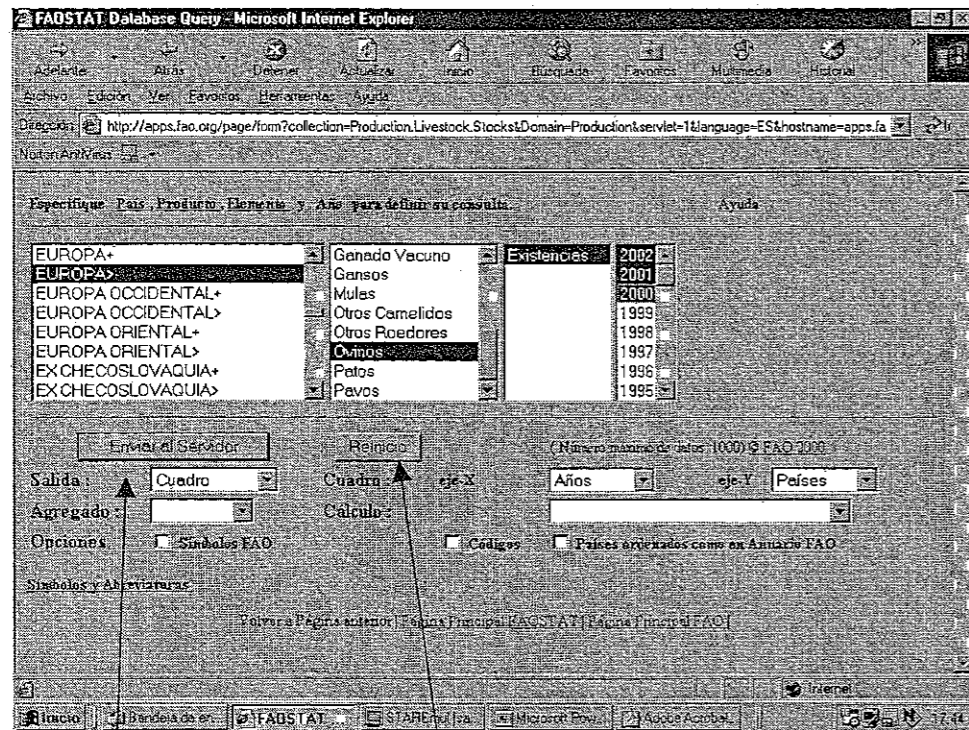 FAOSTAT Database Query - Microsoft Internet Explorer
Adelante Atrás Detener Actualizar Inicio Búsqueda Favoritos Multimedia Historial
Archivo Edición Ver Favoritos Herramientas Ayuda
Dirección http://apps.fao.org/page/form?collection=Production.Livestock.Stocks&Domain=Production&servlet=1&language=ES&hostname=apps.fa Ir
Norton AntiVirus
Especifique País, Producto, Elemento y Año para definir su consulta. Ayuda
EUROPA+ Ganado Vacuno Existencias 2002
EUROPA> Gansos 2001
EUROPA OCCIDENTAL+ Mulas 2000
EUROPA OCCIDENTAL> Otros Camelidos 1999
EUROPA ORIENTAL+ Otros Roedores 1998
EUROPA ORIENTAL> Ovinos 1997
EX CHECOSLOVAQUIA+ Patos 1996
EX CHECOSLOVAQUIA> Pavos 1995
Enviar al Servidor Reinicio (Número maximo de datos: 1000) @ FAO 2000
Salida : Cuadro Cuadro : eje-X Años eje-Y Países
Agregado : Cálculo :
Opciones Símbolos FAO Códigos Países ordenados como en Anuario FAO
Símbolos y Abreviaturas
Volver a Página anterior| Página Principal FAOSTAT| Página Principal FAO|
Internet
Inicio Bandeja de en... FAOSTAT... Microsoft Pow... Adobe Acrobat... 17:44